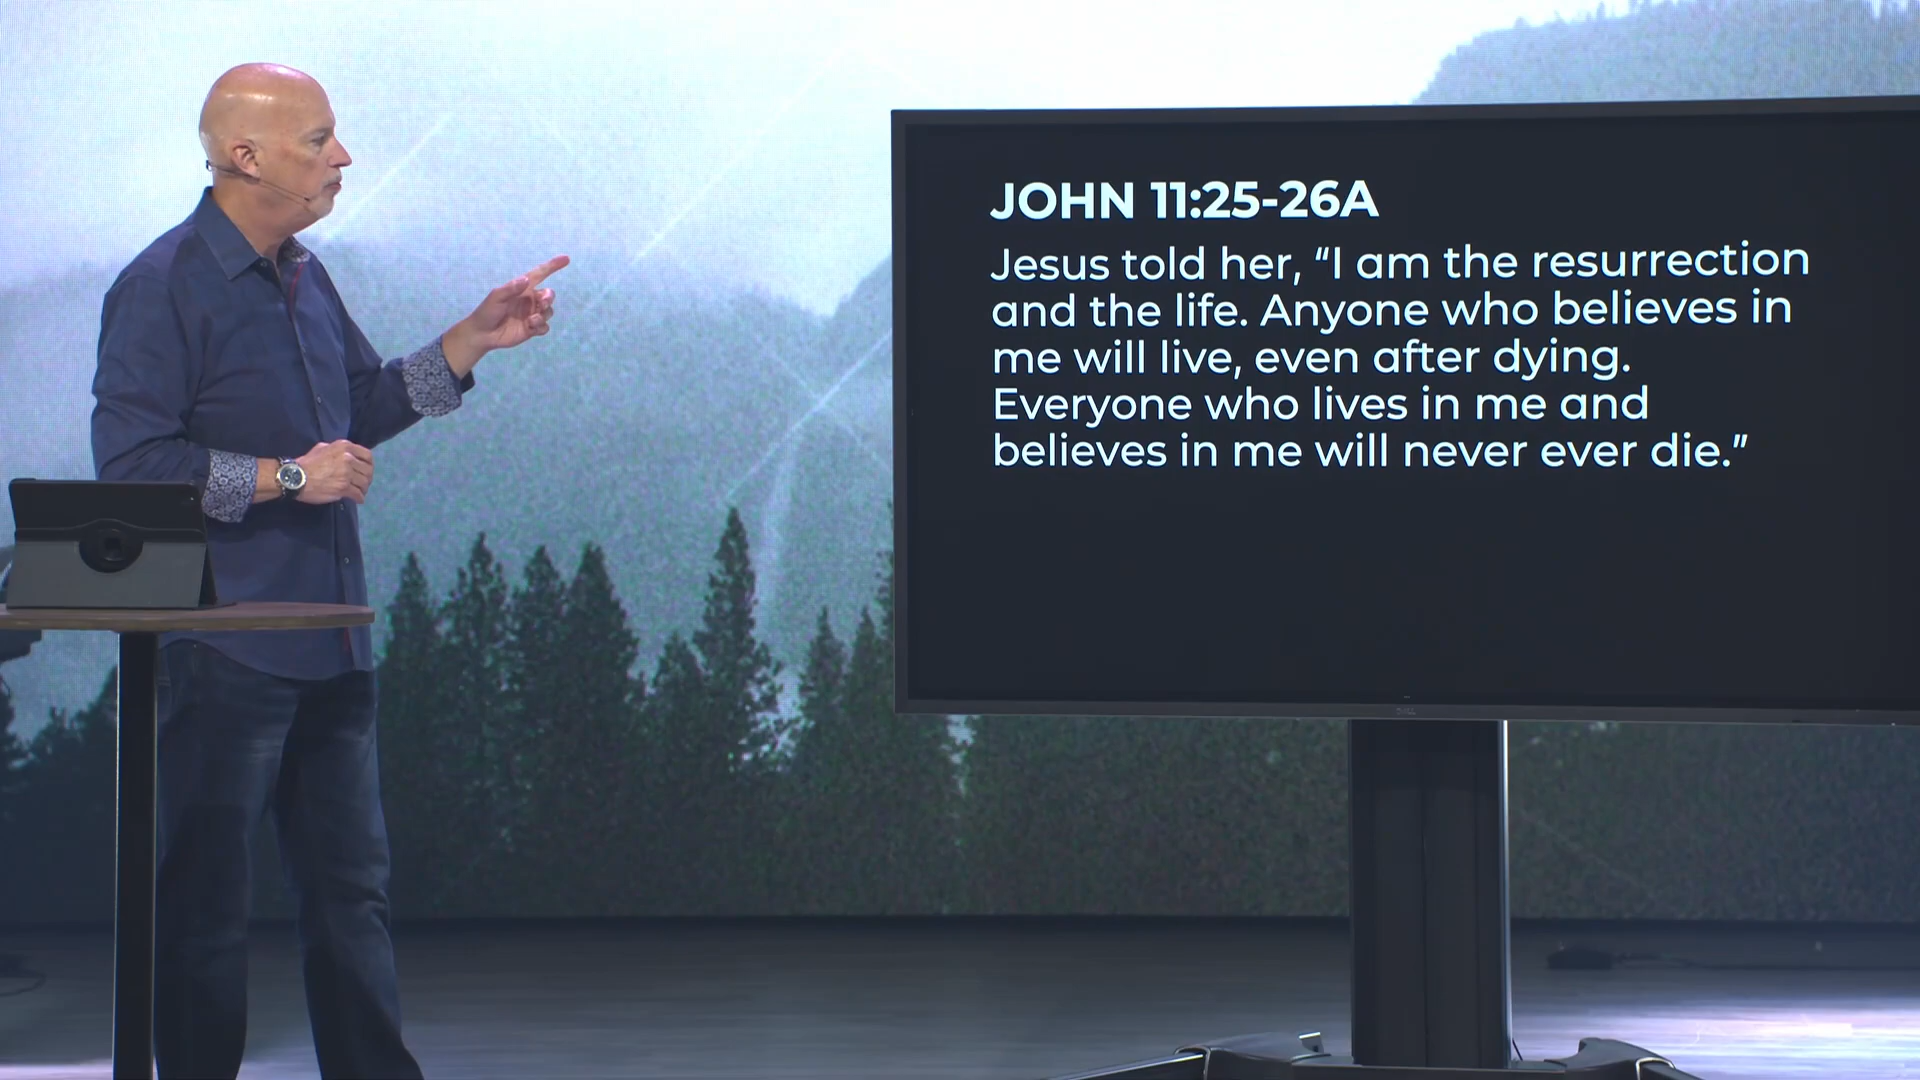 JOHN 11:25-26A
Jesus told her, “I am the resurrection
and the life. Anyone who believes in
me will live, even after dying.
Everyone who lives in me and
believes in me will never ever die.”